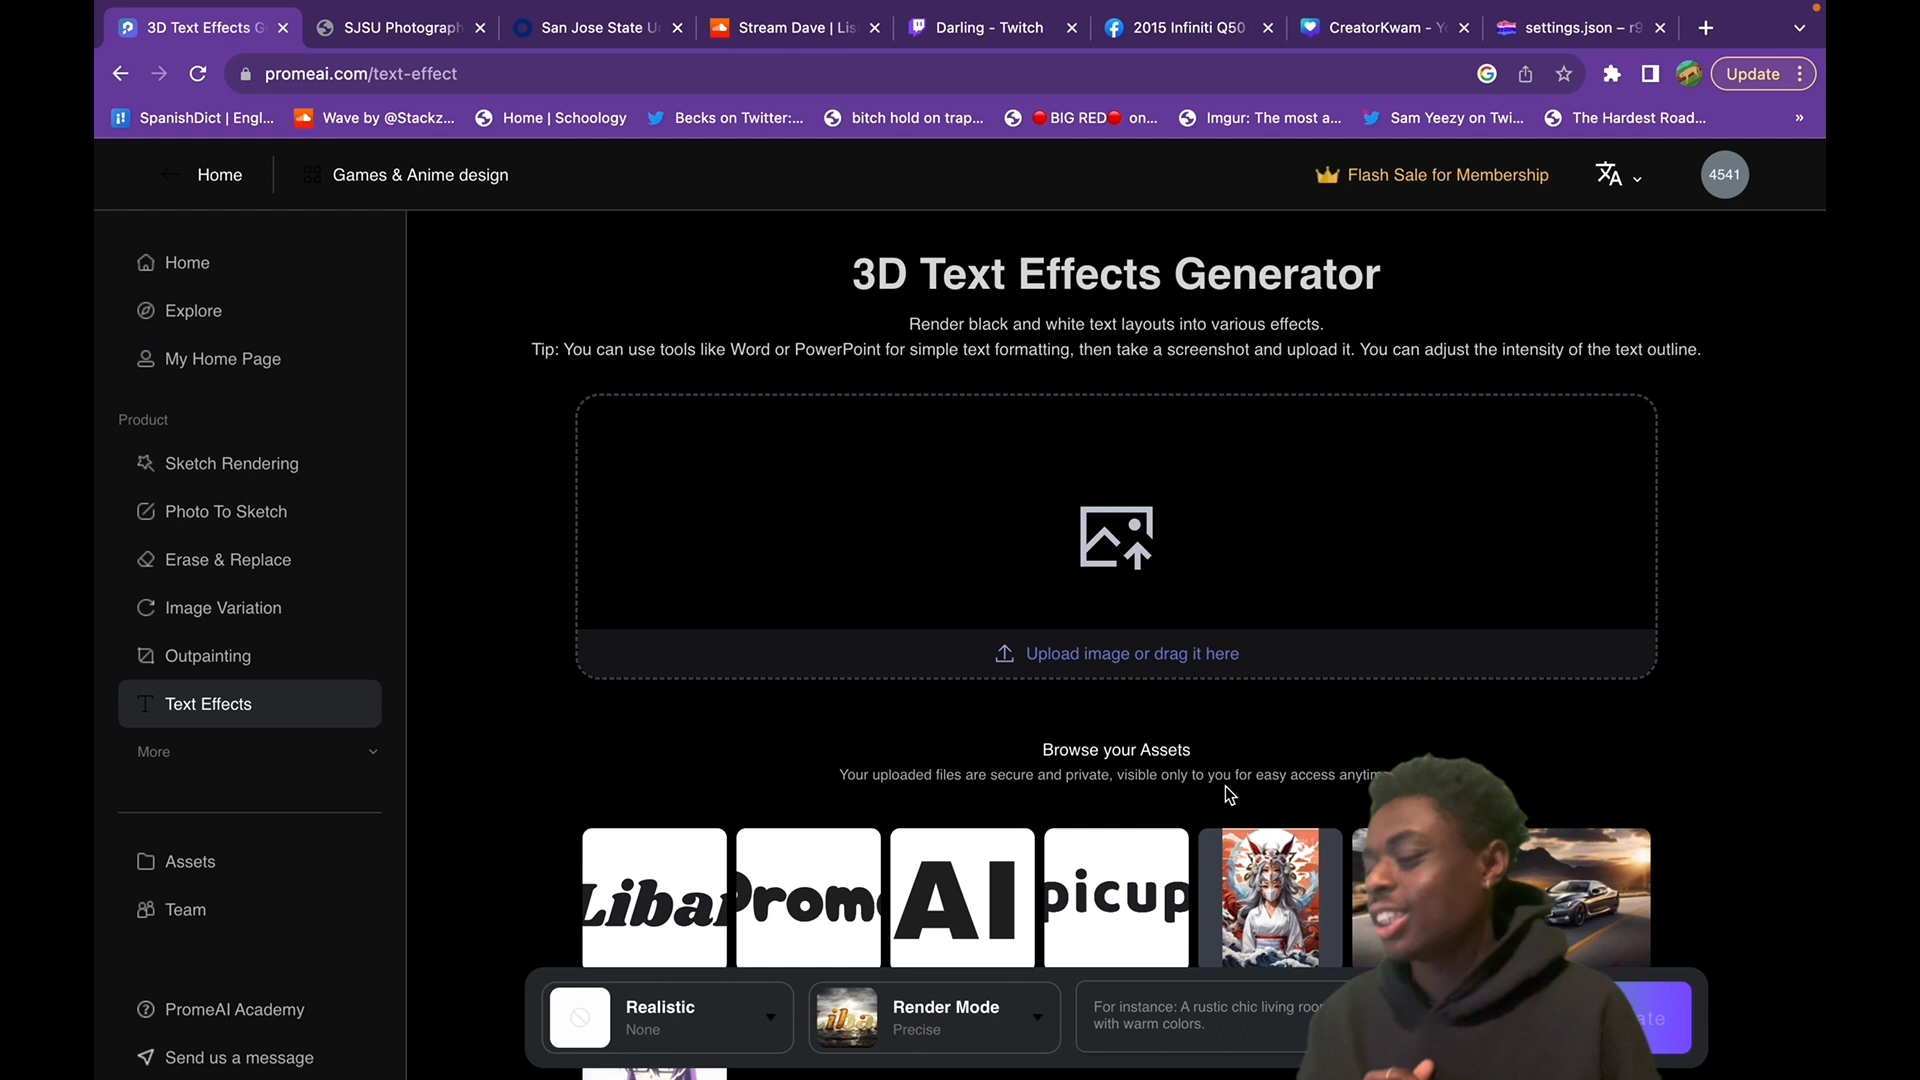 3D Text Effects G
SJSU Photograph
San Jose State U
Stream Dave | Lis
Darling - Twitch
2015 Infiniti Q50
CreatorKwam - Y
settings.json – r9
promeai.com/text-effect
Update
SpanishDict | Engl...
Wave by @Stackz...
Home | Schoology
Becks on Twitter:...
bitch hold on trap...
🔴BIG RED🔴 on...
Imgur: The most a...
Sam Yeezy on Twi...
The Hardest Road...
»
Home
Games & Anime design
Flash Sale for Membership
4541
Home
Explore
My Home Page
Product
Sketch Rendering
Photo To Sketch
Erase & Replace
Image Variation
Outpainting
Text Effects
More
Assets
Team
PromeAI Academy
Send us a message
3D Text Effects Generator
Render black and white text layouts into various effects.
Tip: You can use tools like Word or PowerPoint for simple text formatting, then take a screenshot and upload it. You can adjust the intensity of the text outline.
Upload image or drag it here
Browse your Assets
Your uploaded files are secure and private, visible only to you for easy access anytim
Libar
Prome
AI
picup
Realistic
None
iba
Render Mode
Precise
For instance: A rustic chic living roo
with warm colors.
ate